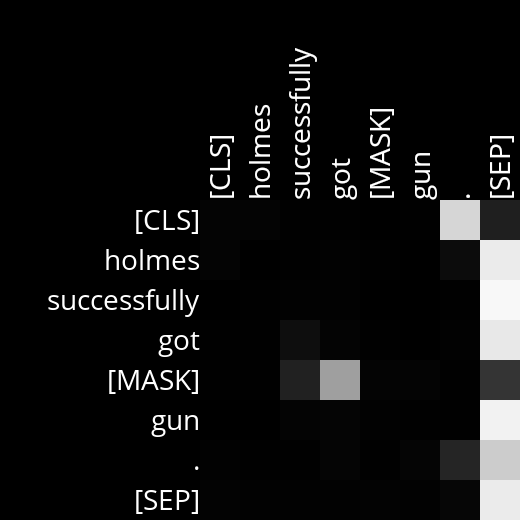 [CLS]
holmes
successfully
got
[MASK]
gun
.
[SEP]
[CLS]
holmes
successfully
got
[MASK]
gun
.
[SEP]